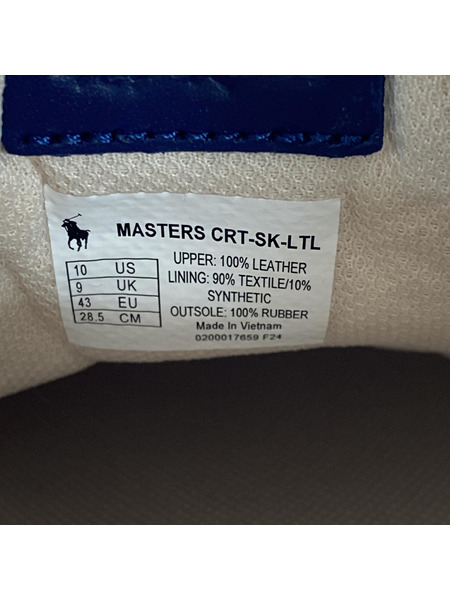 MASTERS CRT-SK-LTL
UPPER: 100% LEATHER
LINING: 90% TEXTILE/10%
SYNTHETIC
OUTSOLE: 100% RUBBER
Made In Vietnam
0200017659 F24
10 US
9 UK
43 EU
28.5 CM